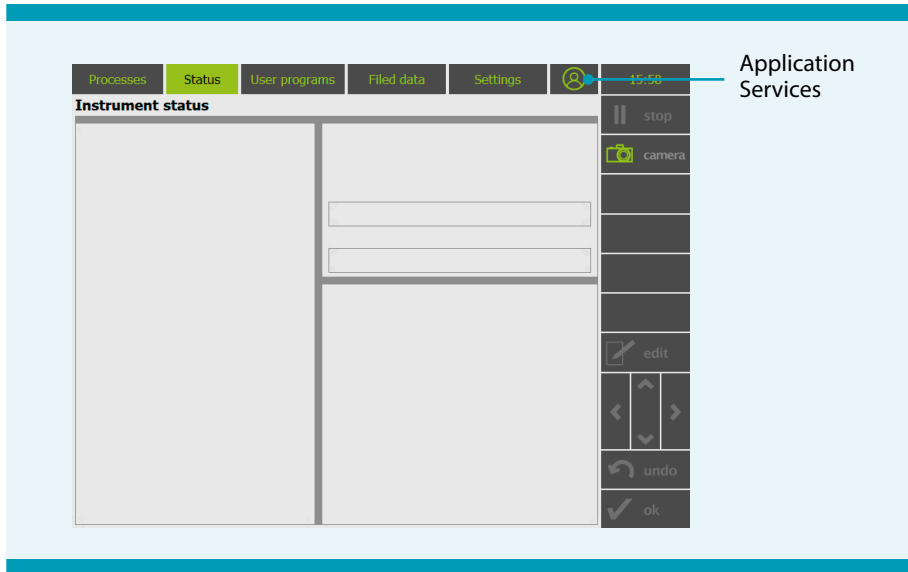 Processes Status User programs Filed data Settings 15:58
Application
Services
Instrument status
stop
camera
edit
undo
ok